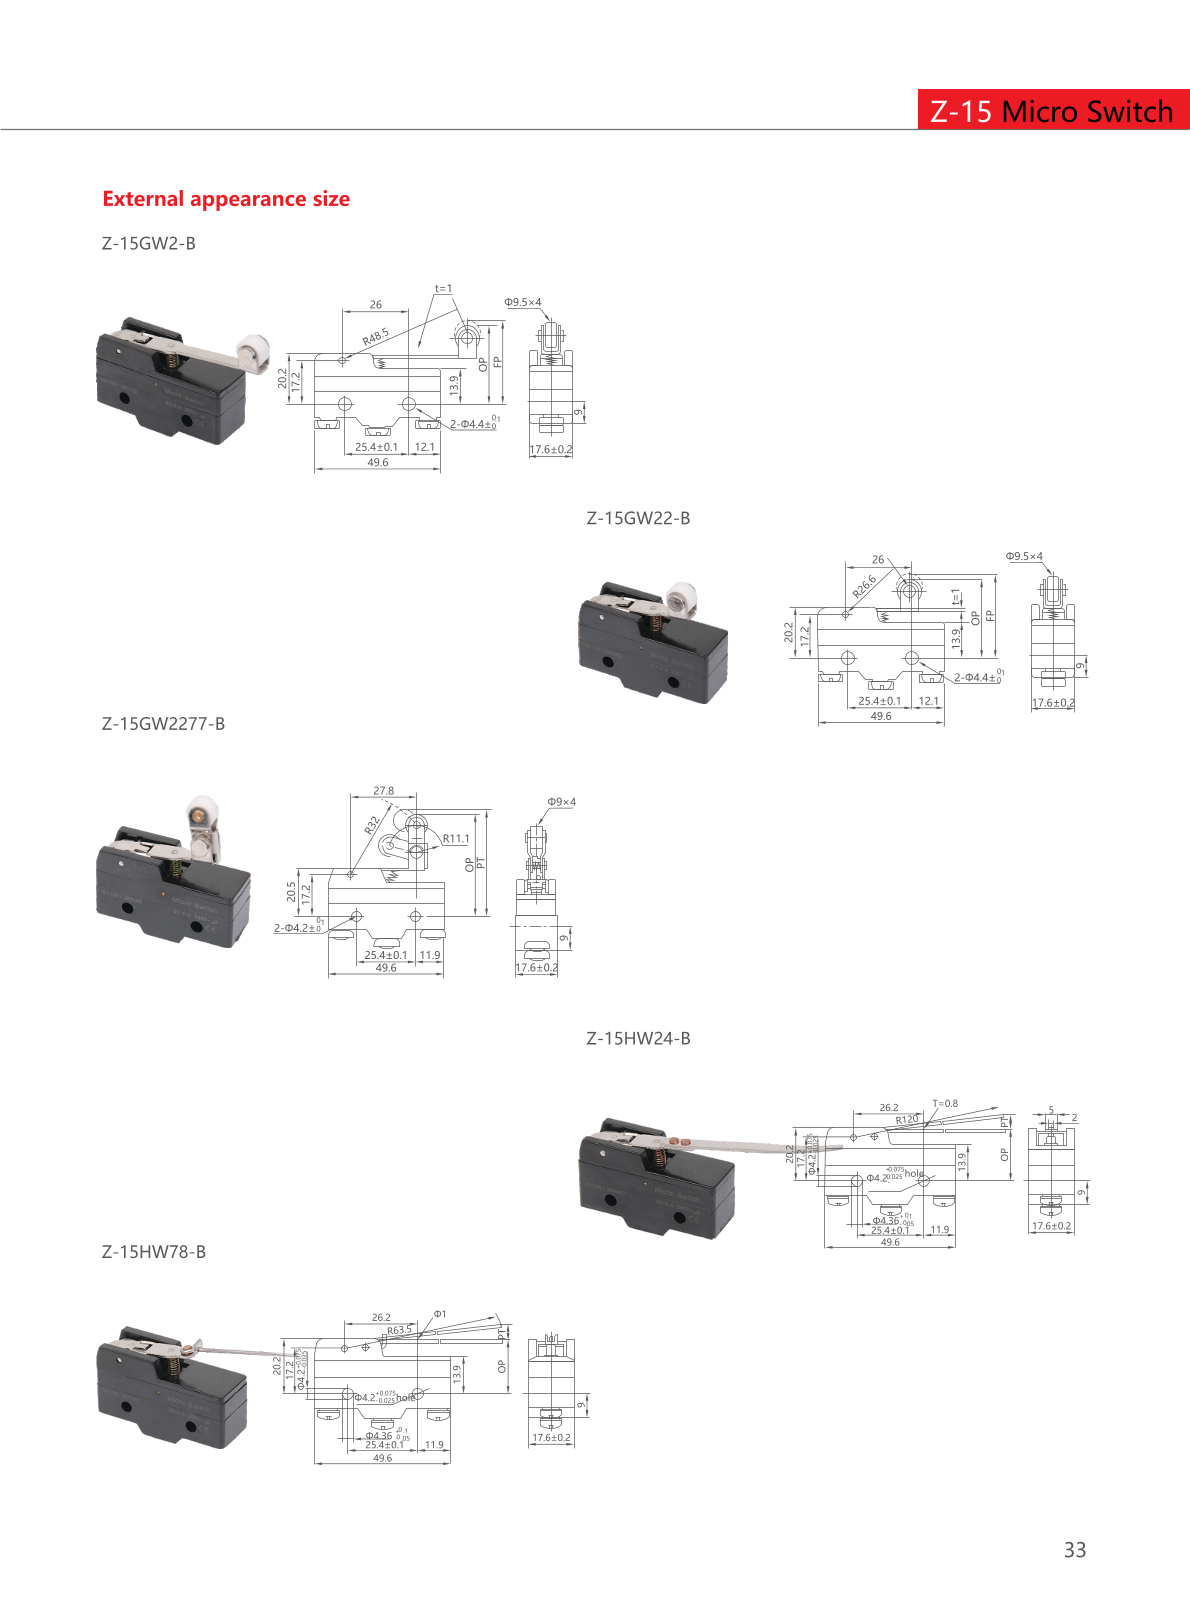 Z-15 Micro Switch
External appearance size
Z-15GW2-B
t=1
26
Φ9.5×4
R48.5
OP
FP
20.2
17.2
13.9
2-Φ4.4±0.1 0
9
25.4±0.1
12.1
17.6±0.2
49.6
Z-15GW22-B
26
Φ9.5×4
R26.6
t=1
OP
FP
20.2
17.2
13.9
9
2-Φ4.4±0.1 0
25.4±0.1
12.1
17.6±0.2
49.6
Z-15GW2277-B
27.8
Φ9×4
R32
R11.1
OP
PT
20.5
17.2
2-Φ4.2±0.1 0
9
25.4±0.1
11.9
49.6
17.6±0.2
Z-15HW24-B
T=0.8
26.2
5
2
R120
PT
20.2
17.2
Φ4.2+0.075 -0.025
OP
13.9
Φ4.2+0.075 -0.025hole
9
Φ4.36+0.1 -0.05
25.4±0.1
11.9
17.6±0.2
49.6
Z-15HW78-B
Φ1
26.2
R63.5
PT
20.2
17.2
Φ4.2+0.075 -0.025
OP
13.9
Φ4.2+0.075 -0.025hole
9
Φ4.36+0.1 -0.05
25.4±0.1
11.9
17.6±0.2
49.6
33